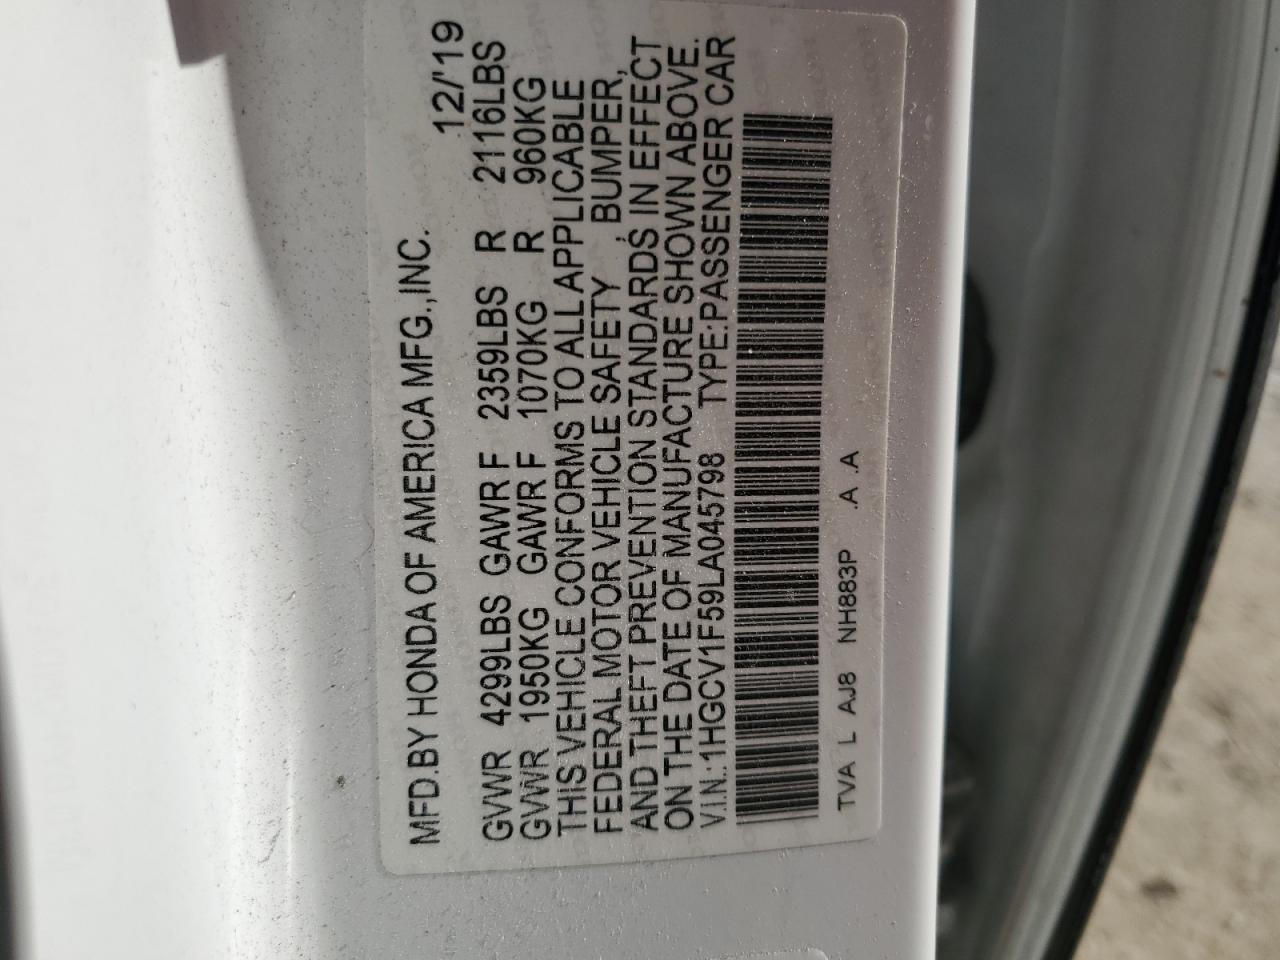 MFD.BY HONDA OF AMERICA MFG.,INC. 12/'19
GVWR 4299LBS GAWR F 2359LBS R 2116LBS
GVWR 1950KG GAWR F 1070KG R 960KG
THIS VEHICLE CONFORMS TO ALL APPLICABLE
FEDERAL MOTOR VEHICLE SAFETY, BUMPER,
AND THEFT PREVENTION STANDARDS IN EFFECT
ON THE DATE OF MANUFACTURE SHOWN ABOVE.
V.I.N.:1HGCV1F59LA045798 TYPE:PASSENGER CAR
TVA L AJ8 NH883P .A .A